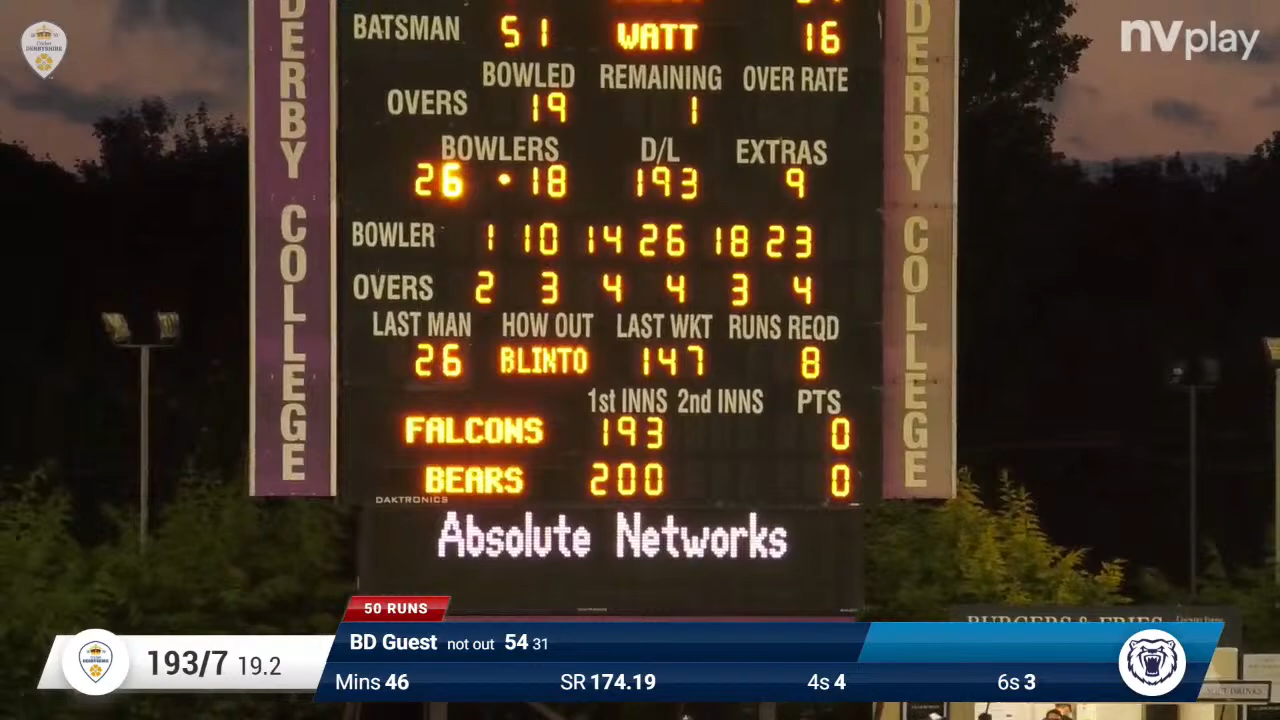 nvplay
DERBY COLLEGE
DERBY COLLEGE
BATSMAN 51 WATT 16
BOWLED REMAINING OVER RATE
OVERS 19 1
BOWLERS D/L EXTRAS
26 • 18 193 9
BOWLER 1 10 14 26 18 23
OVERS 2 3 4 4 3 4
LAST MAN HOW OUT LAST WKT RUNS REQD
26 BLINTO 147 8
1st INNS 2nd INNS PTS
FALCONS 193 0
BEARS 200 0
DAKTRONICS
Absolute Networks
BURGERS & FRIES
50 RUNS
193/7 19.2
BD Guest not out 54 31
Mins 46 SR 174.19 4s 4 6s 3